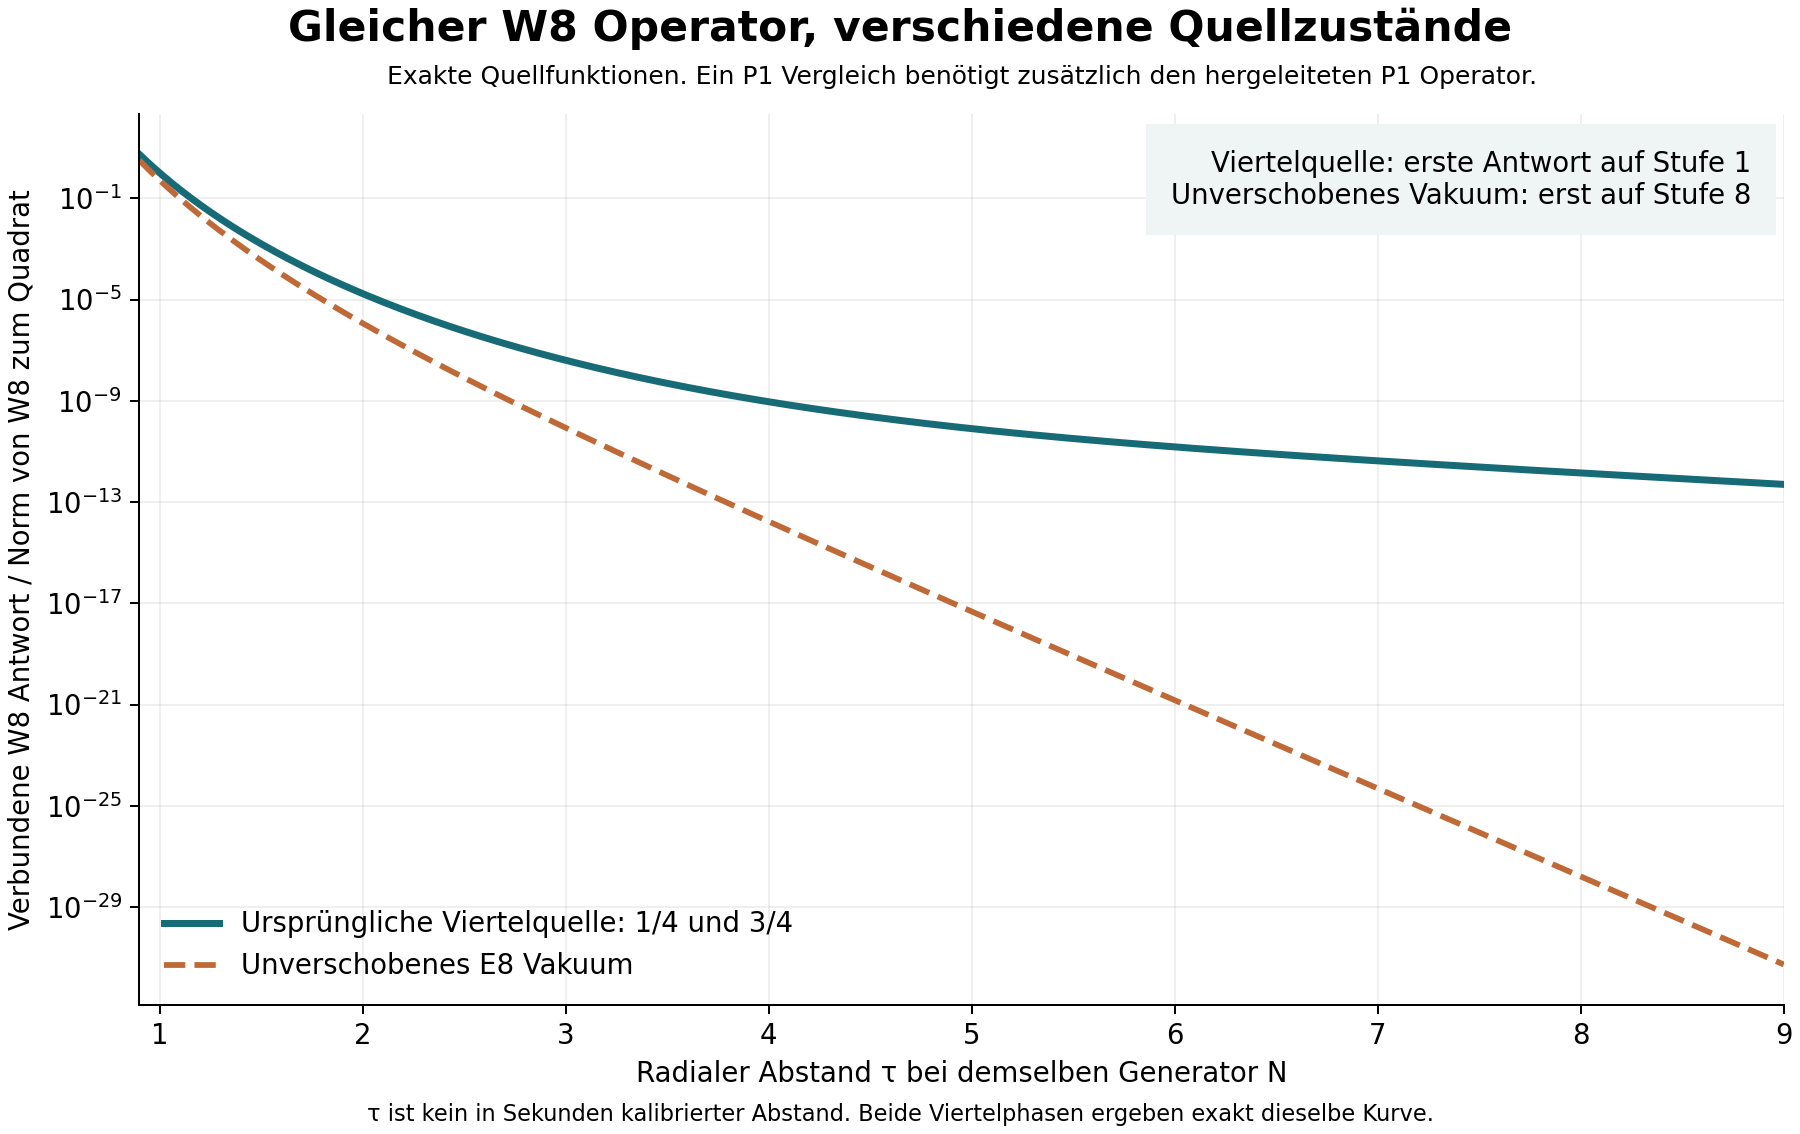 Gleicher W8 Operator, verschiedene Quellzustände
Exakte Quellfunktionen. Ein P1 Vergleich benötigt zusätzlich den hergeleiteten P1 Operator.
Viertelquelle: erste Antwort auf Stufe 1
Unverschobenes Vakuum: erst auf Stufe 8
Verbundene W8 Antwort / Norm von W8 zum Quadrat
10⁻¹
10⁻⁵
10⁻⁹
10⁻¹³
10⁻¹⁷
10⁻²¹
10⁻²⁵
10⁻²⁹
Ursprüngliche Viertelquelle: 1/4 und 3/4
Unverschobenes E8 Vakuum
1 2 3 4 5 6 7 8 9
Radialer Abstand τ bei demselben Generator N
τ ist kein in Sekunden kalibrierter Abstand. Beide Viertelphasen ergeben exakt dieselbe Kurve.